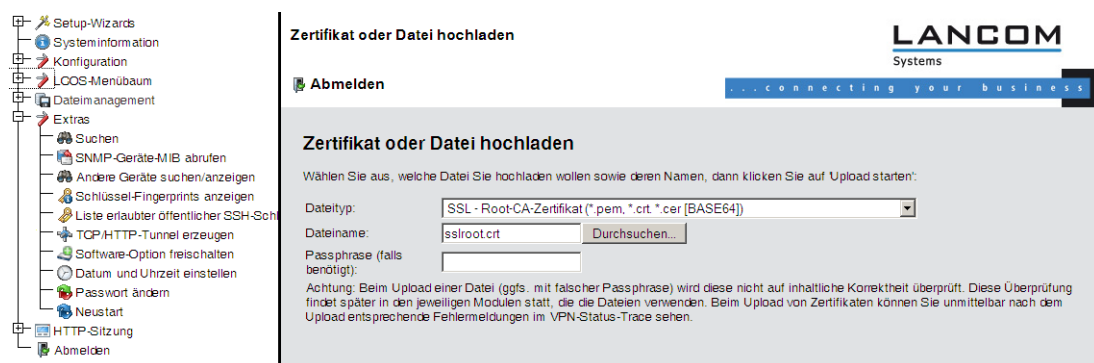 Setup-Wizards
Systeminformation
Konfiguration
LCOS-Menübaum
Dateimanagement
Extras
Suchen
SNMP-Geräte-MIB abrufen
Andere Geräte suchen/anzeigen
Schlüssel-Fingerprints anzeigen
Liste erlaubter öffentlicher SSH-Schl
TCP/HTTP-Tunnel erzeugen
Software-Option freischalten
Datum und Uhrzeit einstellen
Passwort ändern
Neustart
HTTP-Sitzung
Abmelden
Zertifikat oder Datei hochladen
LANCOM
Systems
Abmelden
...connecting your business
Zertifikat oder Datei hochladen
Wählen Sie aus, welche Datei Sie hochladen wollen sowie deren Namen, dann klicken Sie auf 'Upload starten':
Dateityp: SSL - Root-CA-Zertifikat (*.pem, *.crt. *.cer [BASE64])
Dateiname: sslroot.crt Durchsuchen...
Passphrase (falls
benötigt):
Achtung: Beim Upload einer Datei (ggfs. mit falscher Passphrase) wird diese nicht auf inhaltliche Korrektheit überprüft. Diese Überprüfung
findet später in den jeweiligen Modulen statt, die die Dateien verwenden. Beim Upload von Zertifikaten können Sie unmittelbar nach dem
Upload entsprechende Fehlermeldungen im VPN-Status-Trace sehen.